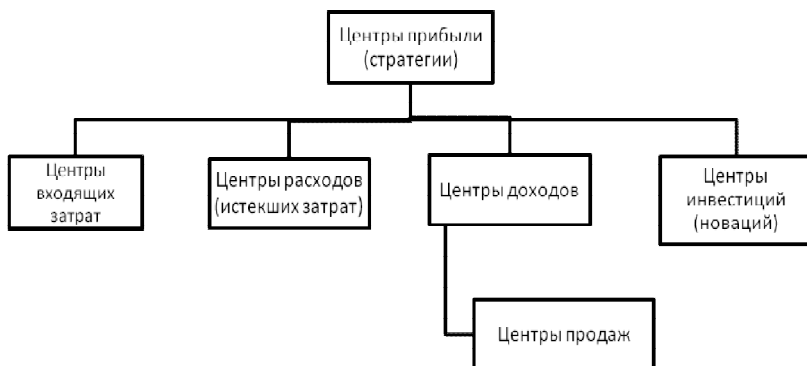 Центры прибыли
(стратегии)
Центры
входящих
затрат
Центры расходов
(истекших затрат)
Центры доходов
Центры
инвестиций
(новаций)
Центры продаж